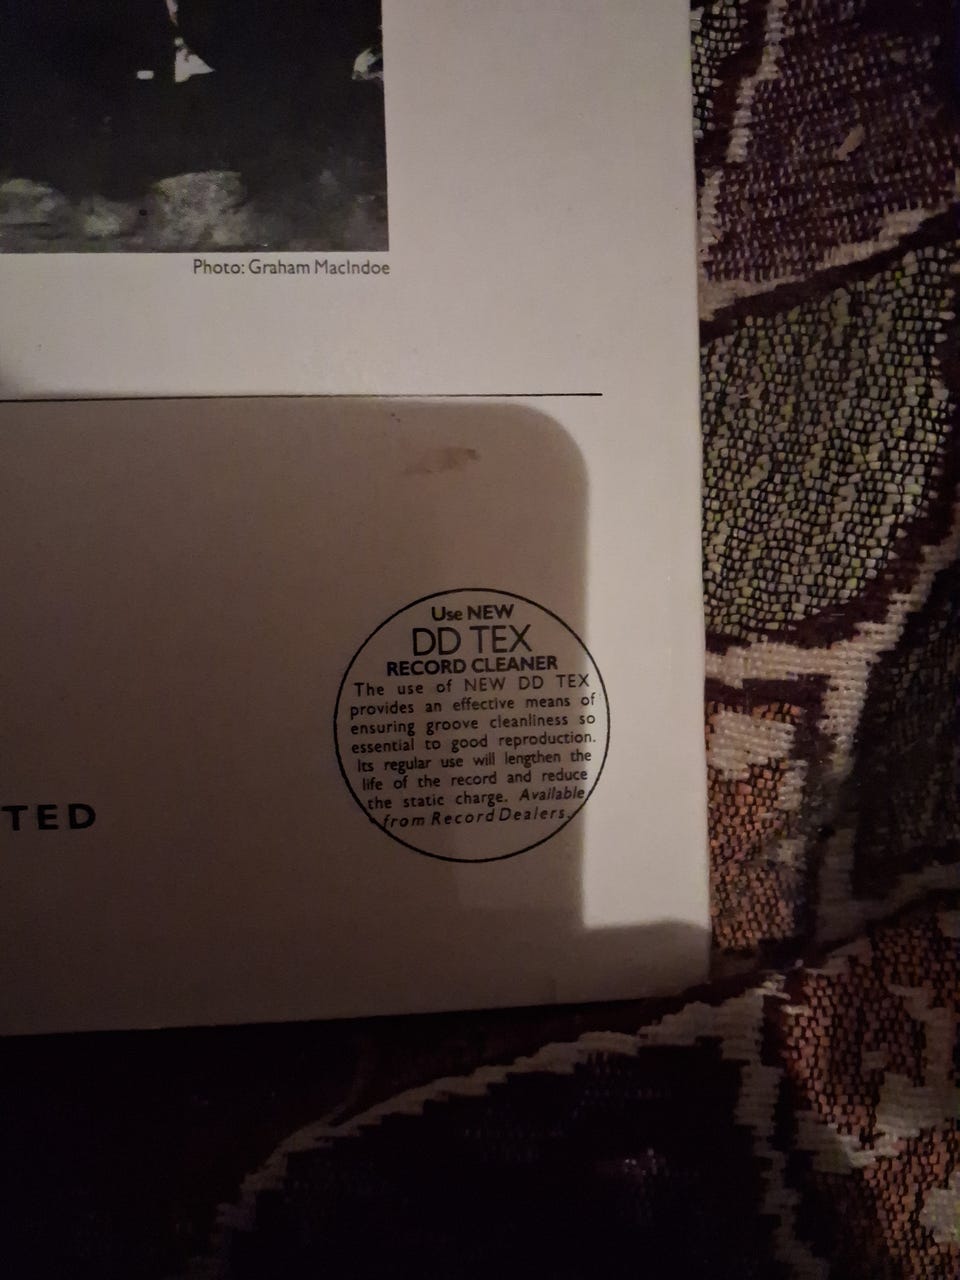 Photo: Graham MacIndoe
Use NEW
DD TEX
RECORD CLEANER
The use of NEW DD TEX
provides an effective means of
ensuring groove cleanliness so
essential to good reproduction.
Its regular use will lengthen the
life of the record and reduce
the static charge. Available
from Record Dealers.
TED